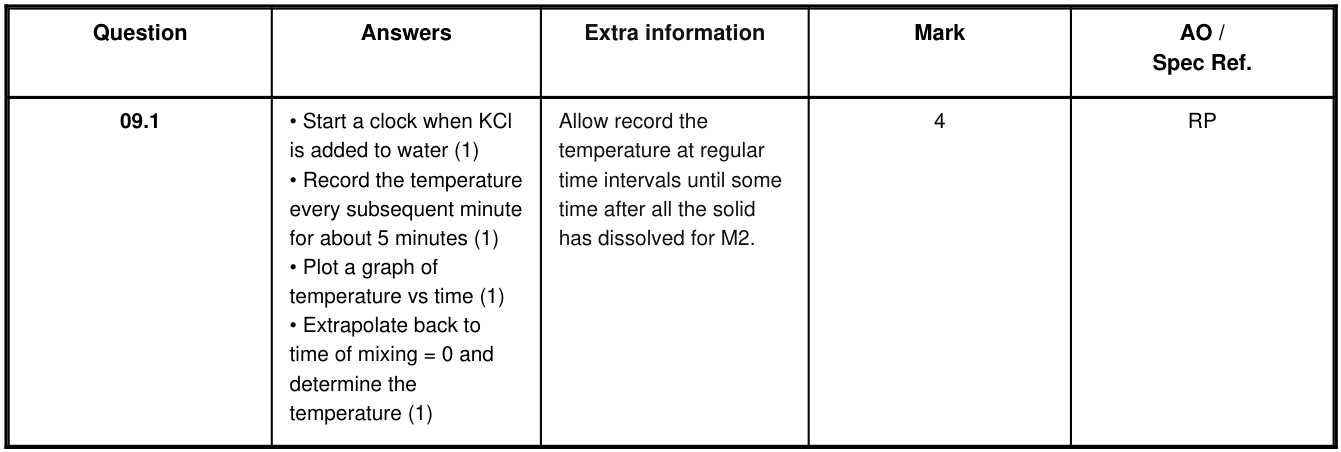 Question Answers Extra information Mark AO /
Spec Ref.
09.1
• Start a clock when KCl
is added to water (1)
• Record the temperature
every subsequent minute
for about 5 minutes (1)
• Plot a graph of
temperature vs time (1)
• Extrapolate back to
time of mixing = 0 and
determine the
temperature (1)
Allow record the
temperature at regular
time intervals until some
time after all the solid
has dissolved for M2.
4
RP